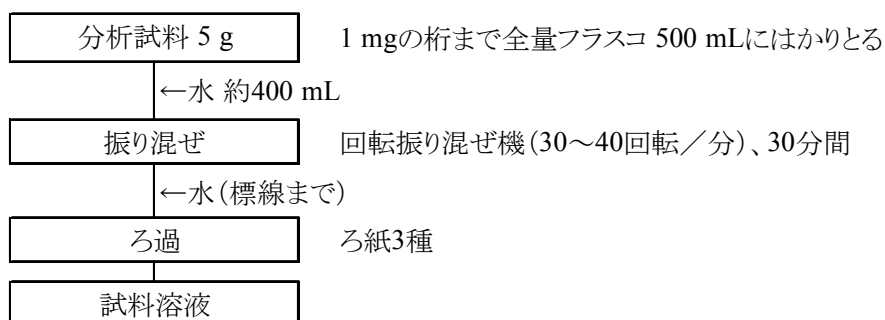 分析試料 5 g　1 mgの桁まで全量フラスコ 500 mLにはかりとる
←水 約400 mL
振り混ぜ　回転振り混ぜ機（30～40回転／分）、30分間
←水（標線まで）
ろ過　ろ紙3種
試料溶液